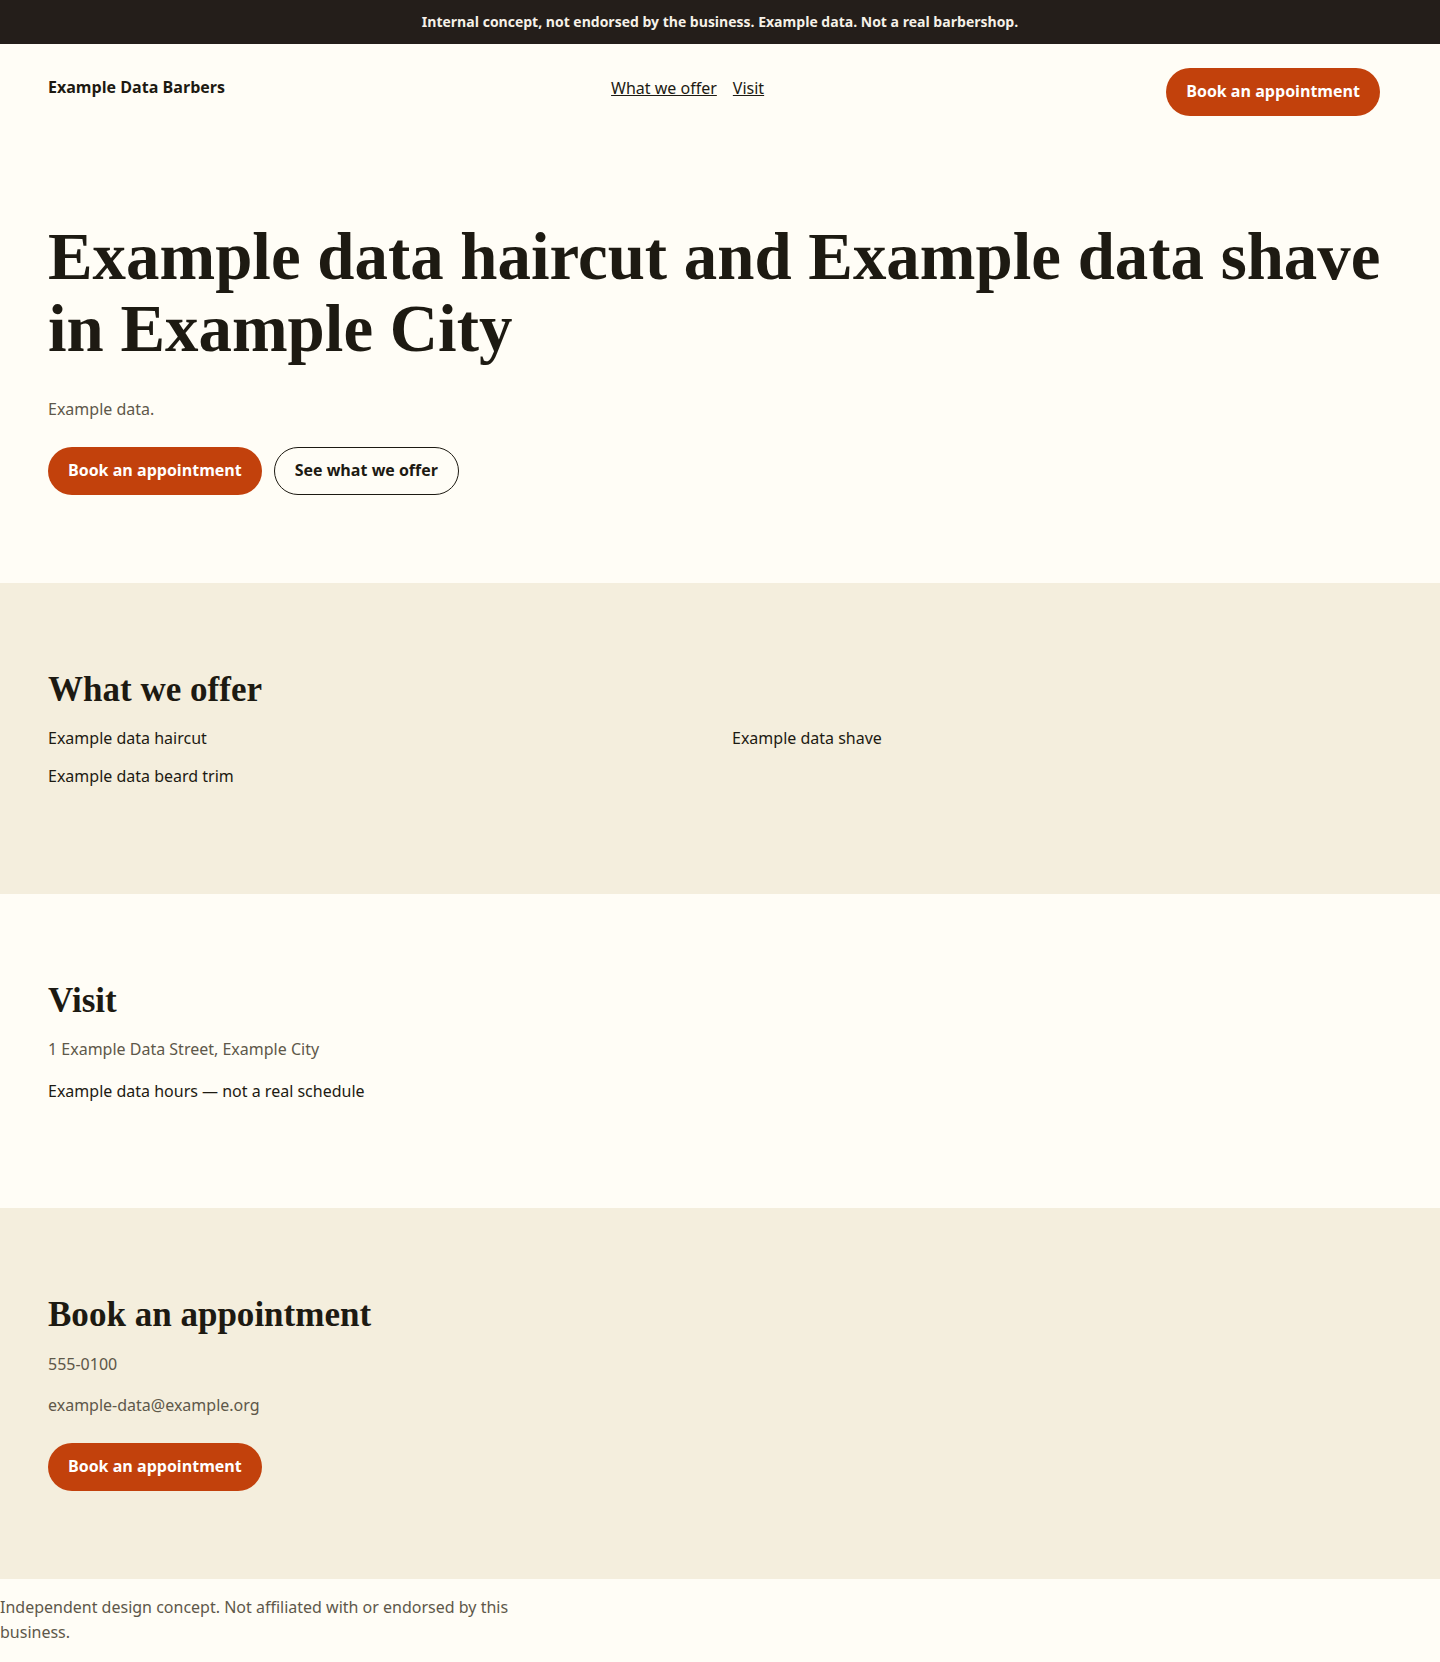 Internal concept, not endorsed by the business. Example data. Not a real barbershop.
Example Data Barbers
What we offer
Visit
Book an appointment
Example data haircut and Example data shave
in Example City
Example data.
Book an appointment
See what we offer
What we offer
Example data haircut
Example data shave
Example data beard trim
Visit
1 Example Data Street, Example City
Example data hours — not a real schedule
Book an appointment
555-0100
example-data@example.org
Book an appointment
Independent design concept. Not affiliated with or endorsed by this
business.